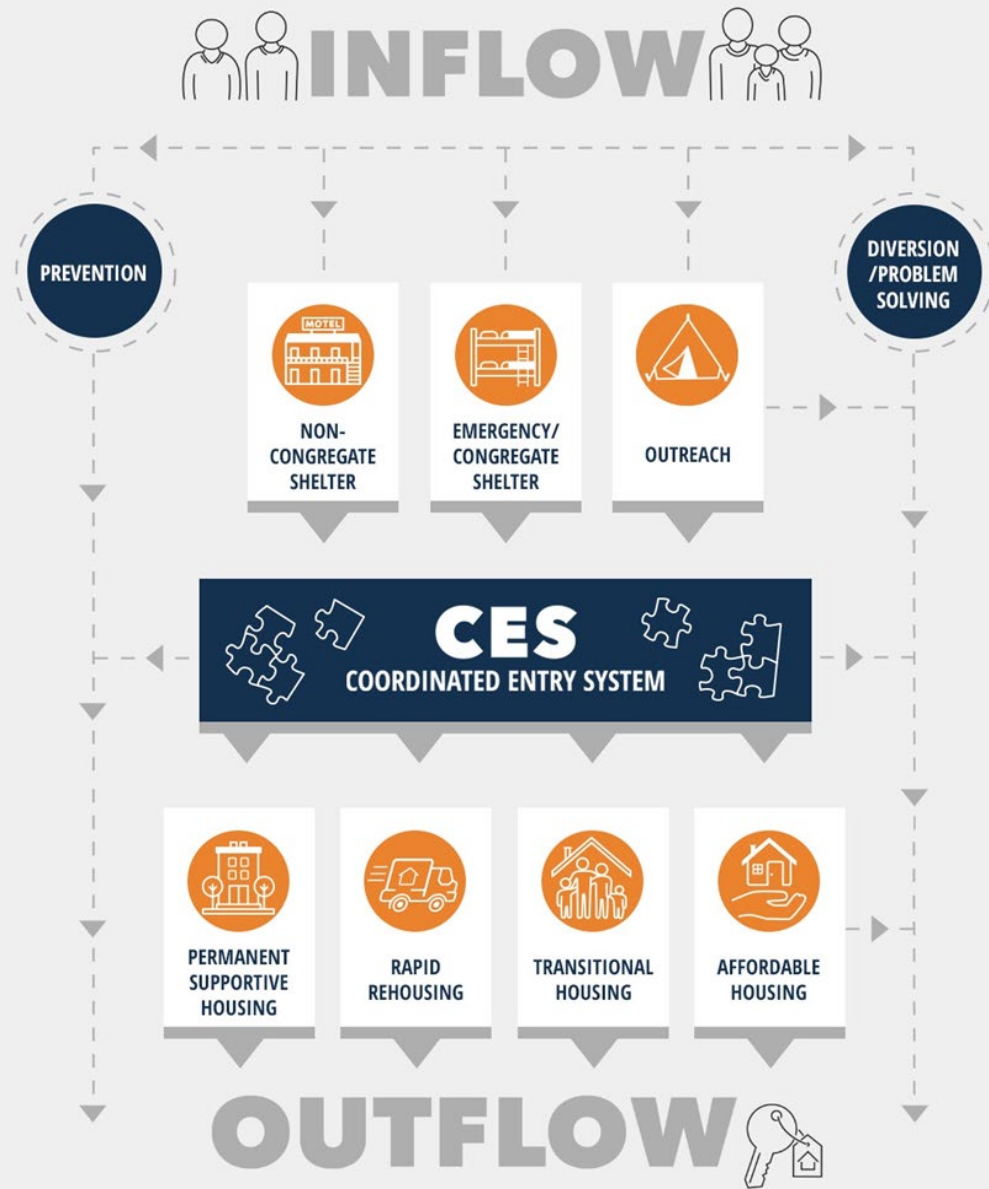 INFLOW
PREVENTION
DIVERSION
/PROBLEM
SOLVING
MOTEL
NON-
CONGREGATE
SHELTER
EMERGENCY/
CONGREGATE
SHELTER
OUTREACH
CES
COORDINATED ENTRY SYSTEM
PERMANENT
SUPPORTIVE
HOUSING
RAPID
REHOUSING
TRANSITIONAL
HOUSING
AFFORDABLE
HOUSING
OUTFLOW